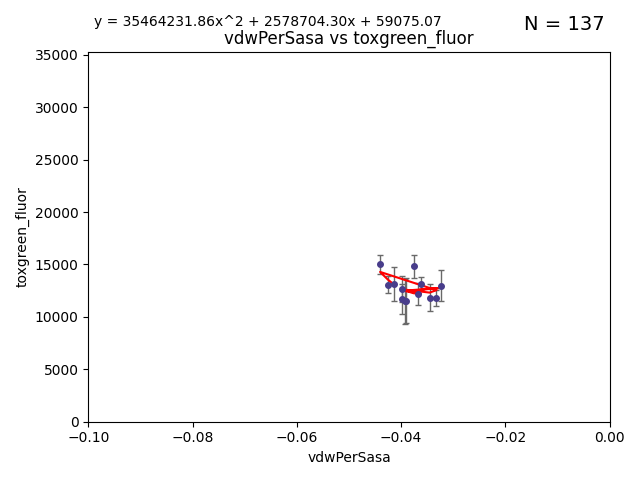 y = 35464231.86x^2 + 2578704.30x + 59075.07
N = 137
vdwPerSasa vs toxgreen_fluor
35000
30000
25000
20000
15000
10000
5000
0
toxgreen_fluor
−0.10
−0.08
−0.06
−0.04
−0.02
0.00
vdwPerSasa